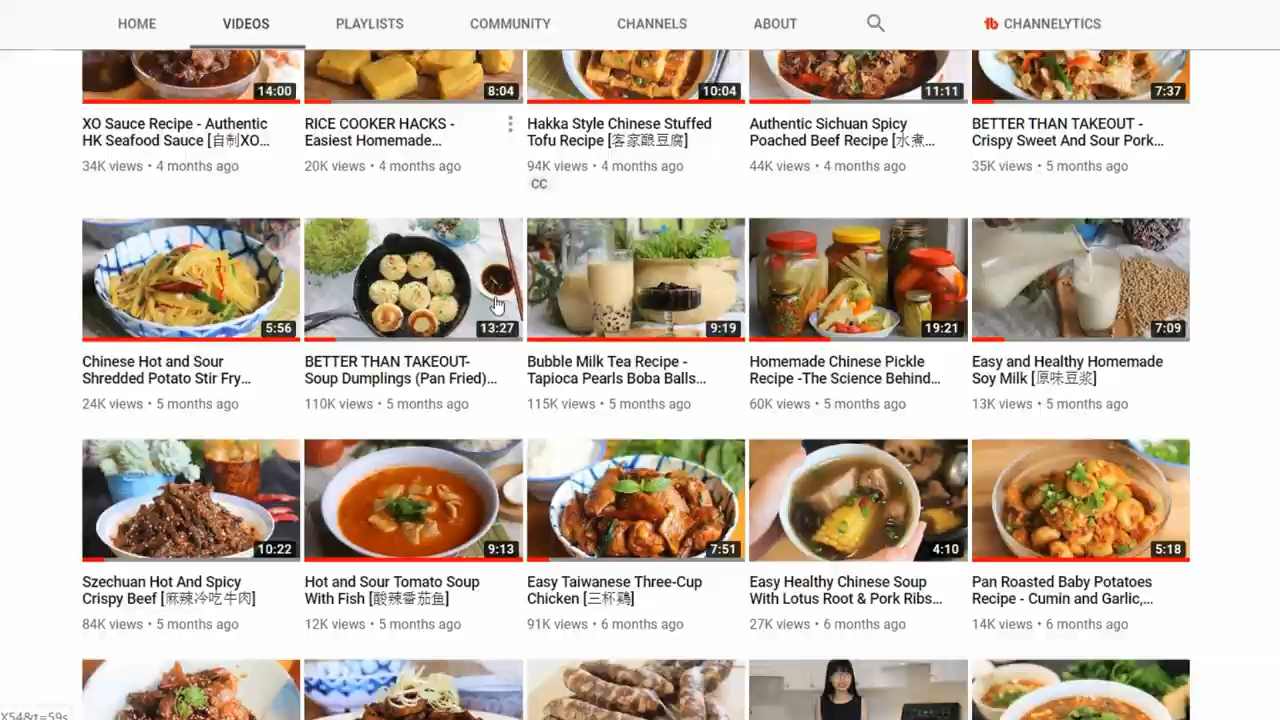 HOME VIDEOS PLAYLISTS COMMUNITY CHANNELS ABOUT CHANNELYTICS
14:00 8:04 10:04 11:11 7:37
XO Sauce Recipe - Authentic
HK Seafood Sauce [自制XO...
34K views • 4 months ago
RICE COOKER HACKS -
Easiest Homemade...
20K views • 4 months ago
Hakka Style Chinese Stuffed
Tofu Recipe [客家酿豆腐]
94K views • 4 months ago
CC
Authentic Sichuan Spicy
Poached Beef Recipe [水煮...
44K views • 5 months ago
BETTER THAN TAKEOUT -
Crispy Sweet And Sour Pork...
35K views • 5 months ago
5:56 13:27 9:19 19:21 7:09
Chinese Hot and Sour
Shredded Potato Stir Fry...
24K views • 5 months ago
BETTER THAN TAKEOUT-
Soup Dumplings (Pan Fried)...
110K views • 5 months ago
Bubble Milk Tea Recipe -
Tapioca Pearls Boba Balls...
115K views • 5 months ago
Homemade Chinese Pickle
Recipe -The Science Behind...
60K views • 5 months ago
Easy and Healthy Homemade
Soy Milk [原味豆浆]
13K views • 5 months ago
10:22 9:13 7:51 4:10 5:18
Szechuan Hot And Spicy
Crispy Beef [麻辣冷吃牛肉]
84K views • 5 months ago
Hot and Sour Tomato Soup
With Fish [酸辣番茄鱼]
12K views • 5 months ago
Easy Taiwanese Three-Cup
Chicken [三杯鷄]
91K views • 6 months ago
Easy Healthy Chinese Soup
With Lotus Root & Pork Ribs...
27K views • 6 months ago
Pan Roasted Baby Potatoes
Recipe - Cumin and Garlic,...
14K views • 6 months ago
X54&t=59s